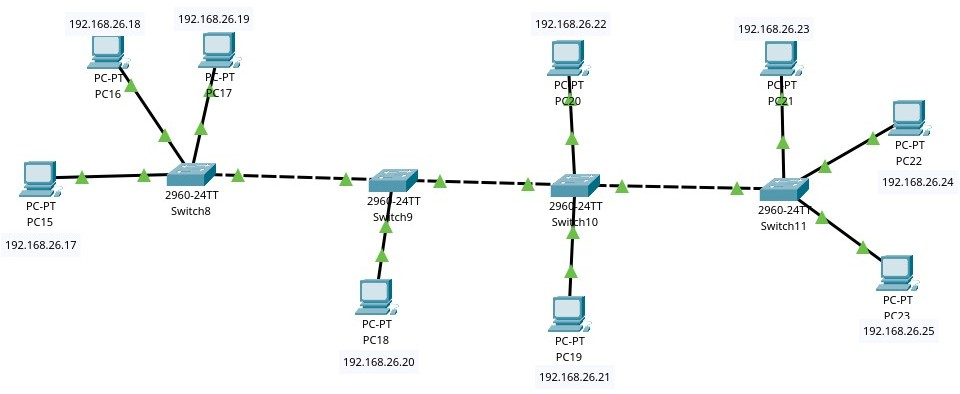 192.168.26.18
PC-PT
PC16
192.168.26.19
PC-PT
PC17
PC-PT
PC15
192.168.26.17
2960-24TT
Switch8
2960-24TT
Switch9
PC-PT
PC18
192.168.26.20
192.168.26.22
PC-PT
PC20
2960-24TT
Switch10
PC-PT
PC19
192.168.26.21
192.168.26.23
PC-PT
PC21
2960-24TT
Switch11
PC-PT
PC22
192.168.26.24
PC-PT
PC23
192.168.26.25